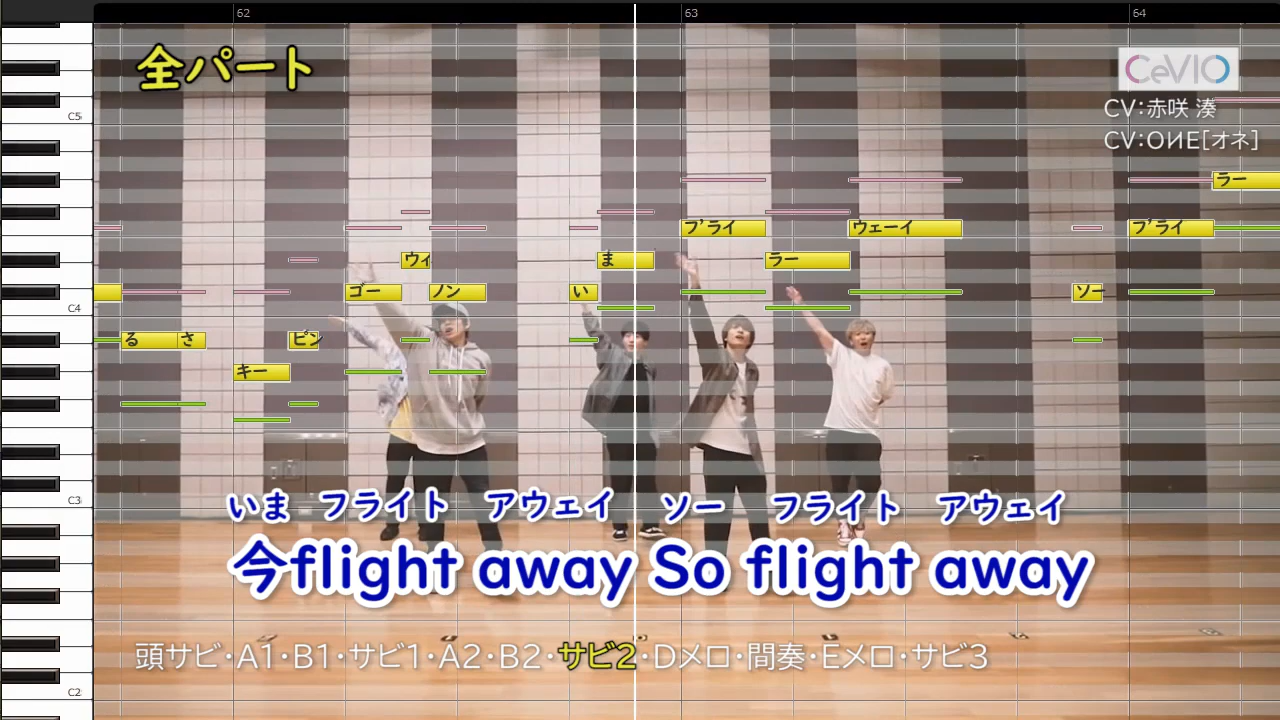 62 63 64
全パート
CeVIO
CV:赤咲 湊
CV:ONE[オネ]
C5
ラー
フ’ライ ウェーイ フ’ライ
ウィ ま ラー
ゴー ノン い ソー
C4
る さ ピン
キー
C3
いま フライト アウェイ ソー フライト アウェイ
今flight away So flight away
頭サビ・A1・B1・サビ1・A2・B2・サビ2・Dメロ・間奏・Eメロ・サビ3
C2